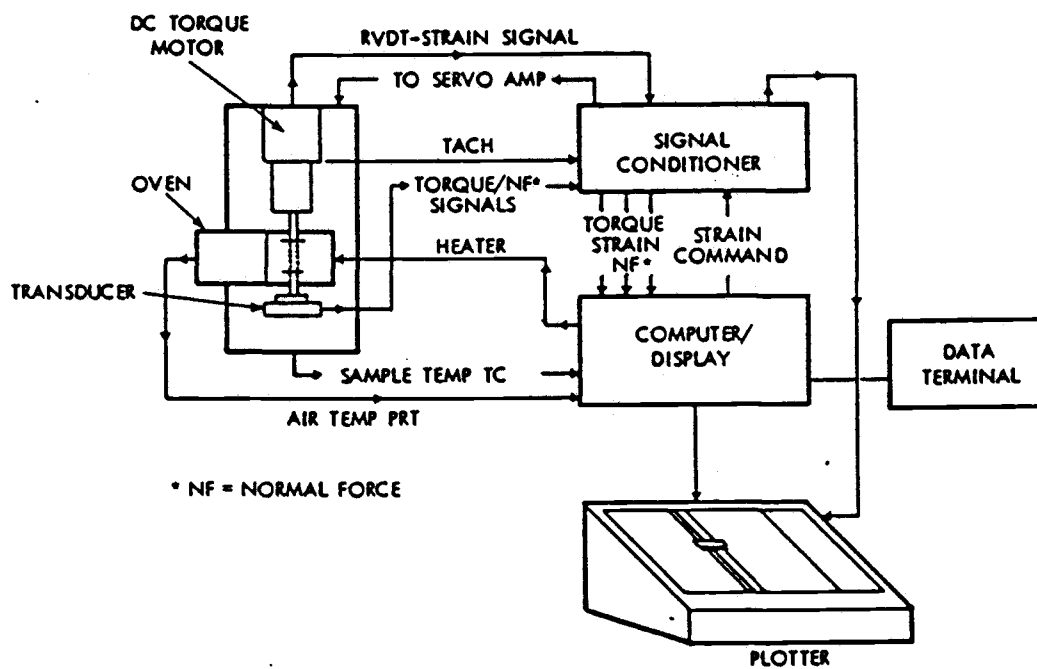 DC TORQUE
MOTOR
RVDT-STRAIN SIGNAL
TO SERVO AMP
SIGNAL
CONDITIONER
TACH
OVEN
TORQUE/NF*
SIGNALS
TORQUE
STRAIN
NF*
STRAIN
COMMAND
HEATER
TRANSDUCER
COMPUTER/
DISPLAY
DATA
TERMINAL
SAMPLE TEMP TC
AIR TEMP PRT
* NF = NORMAL FORCE
PLOTTER